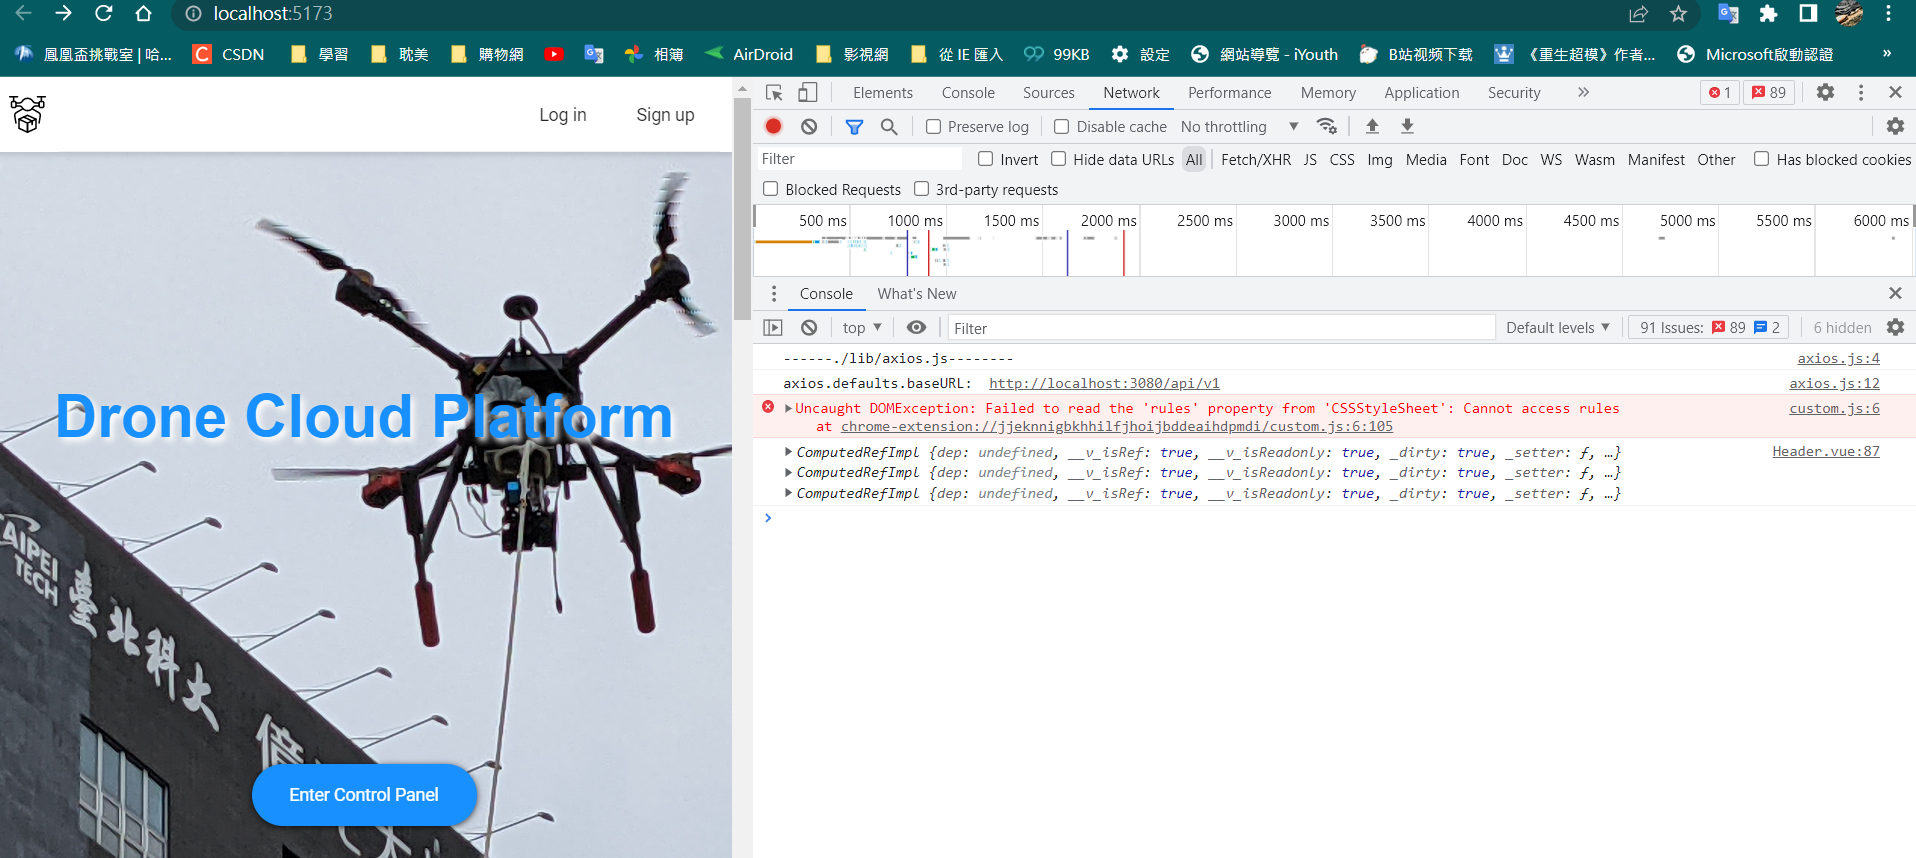 localhost:5173
鳳凰盃挑戰室 | 哈... CSDN 學習 耽美 購物網 相簿 AirDroid 影視網 從 IE 匯入 99KB 設定 網站導覽 - iYouth B站视频下载 《重生超模》作者... Microsoft啟動認證 »
Log in Sign up
Drone Cloud Platform
TAIPEI
TECH
臺北科大
Enter Control Panel
Elements Console Sources Network Performance Memory Application Security » 1 89
Preserve log Disable cache No throttling
Filter Invert Hide data URLs All Fetch/XHR JS CSS Img Media Font Doc WS Wasm Manifest Other Has blocked cookies
Blocked Requests 3rd-party requests
500 ms 1000 ms 1500 ms 2000 ms 2500 ms 3000 ms 3500 ms 4000 ms 4500 ms 5000 ms 5500 ms 6000 ms
Console What's New
top Filter Default levels 91 Issues: 89 2 6 hidden
------./lib/axios.js-------- axios.js:4
axios.defaults.baseURL: http://localhost:3080/api/v1 axios.js:12
Uncaught DOMException: Failed to read the 'rules' property from 'CSSStyleSheet': Cannot access rules custom.js:6
at chrome-extension://jjeknnigbkhhilfjhoijbddeaihdpmdi/custom.js:6:105
ComputedRefImpl {dep: undefined, __v_isRef: true, __v_isReadonly: true, _dirty: true, _setter: ƒ, …} Header.vue:87
ComputedRefImpl {dep: undefined, __v_isRef: true, __v_isReadonly: true, _dirty: true, _setter: ƒ, …}
ComputedRefImpl {dep: undefined, __v_isRef: true, __v_isReadonly: true, _dirty: true, _setter: ƒ, …}